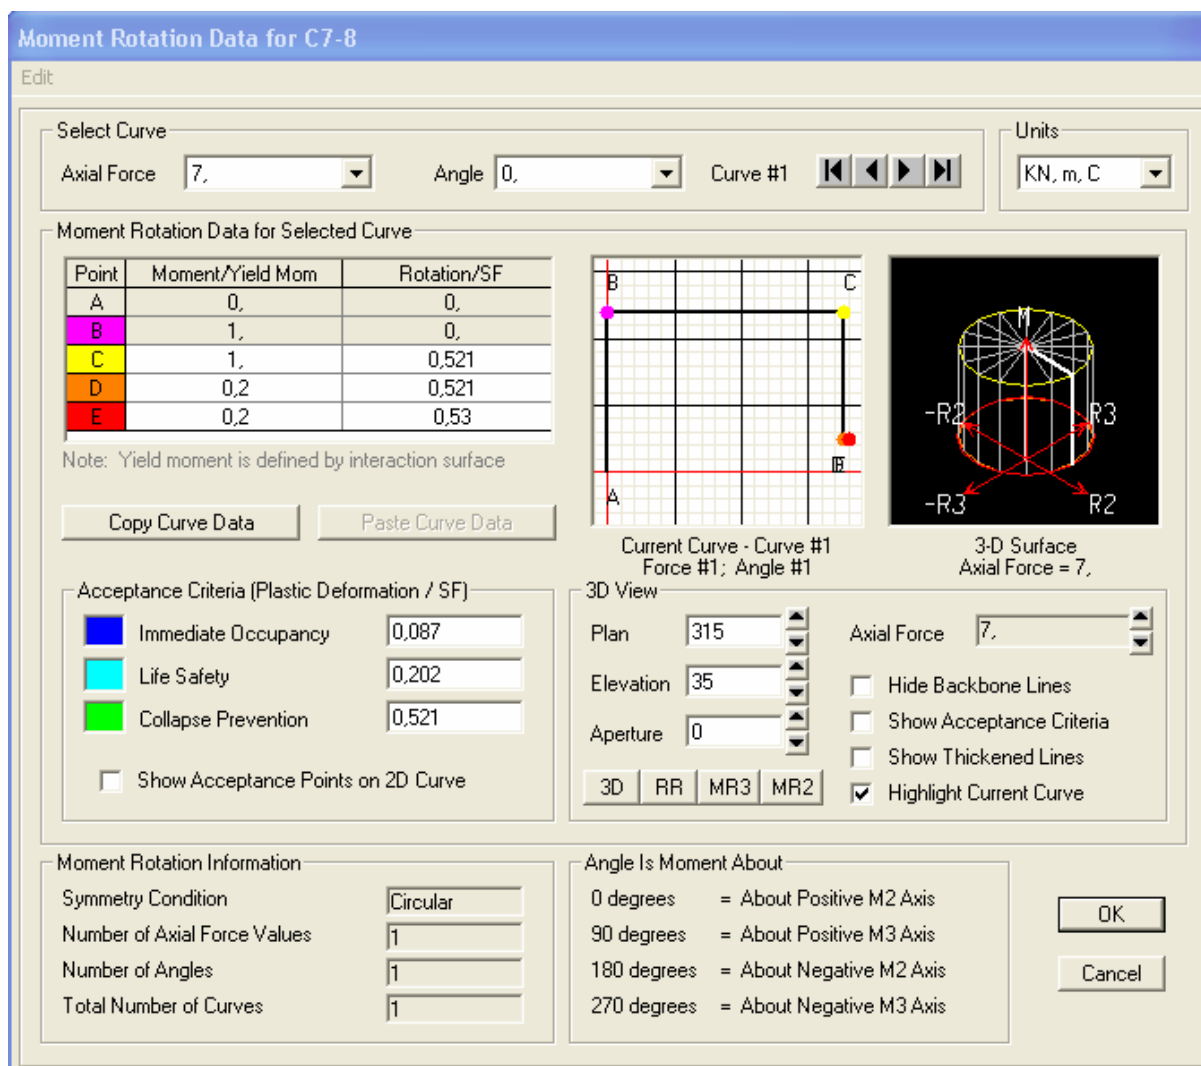 Moment Rotation Data for C7-8
Edit
Select Curve
Axial Force 7, Angle 0, Curve #1
Units
KN, m, C
Moment Rotation Data for Selected Curve
Point Moment/Yield Mom Rotation/SF
A 0, 0,
B 1, 0,
C 1, 0,521
D 0,2 0,521
E 0,2 0,53
Note: Yield moment is defined by interaction surface
Copy Curve Data Paste Curve Data
B C
A
Current Curve - Curve #1
Force #1; Angle #1
M
-R2 R3
-R3 R2
3-D Surface
Axial Force = 7,
Acceptance Criteria (Plastic Deformation / SF)
Immediate Occupancy 0,087
Life Safety 0,202
Collapse Prevention 0,521
Show Acceptance Points on 2D Curve
3D View
Plan 315
Elevation 35
Aperture 0
3D RR MR3 MR2
Axial Force 7,
Hide Backbone Lines
Show Acceptance Criteria
Show Thickened Lines
Highlight Current Curve
Moment Rotation Information
Symmetry Condition Circular
Number of Axial Force Values 1
Number of Angles 1
Total Number of Curves 1
Angle Is Moment About
0 degrees = About Positive M2 Axis
90 degrees = About Positive M3 Axis
180 degrees = About Negative M2 Axis
270 degrees = About Negative M3 Axis
OK
Cancel